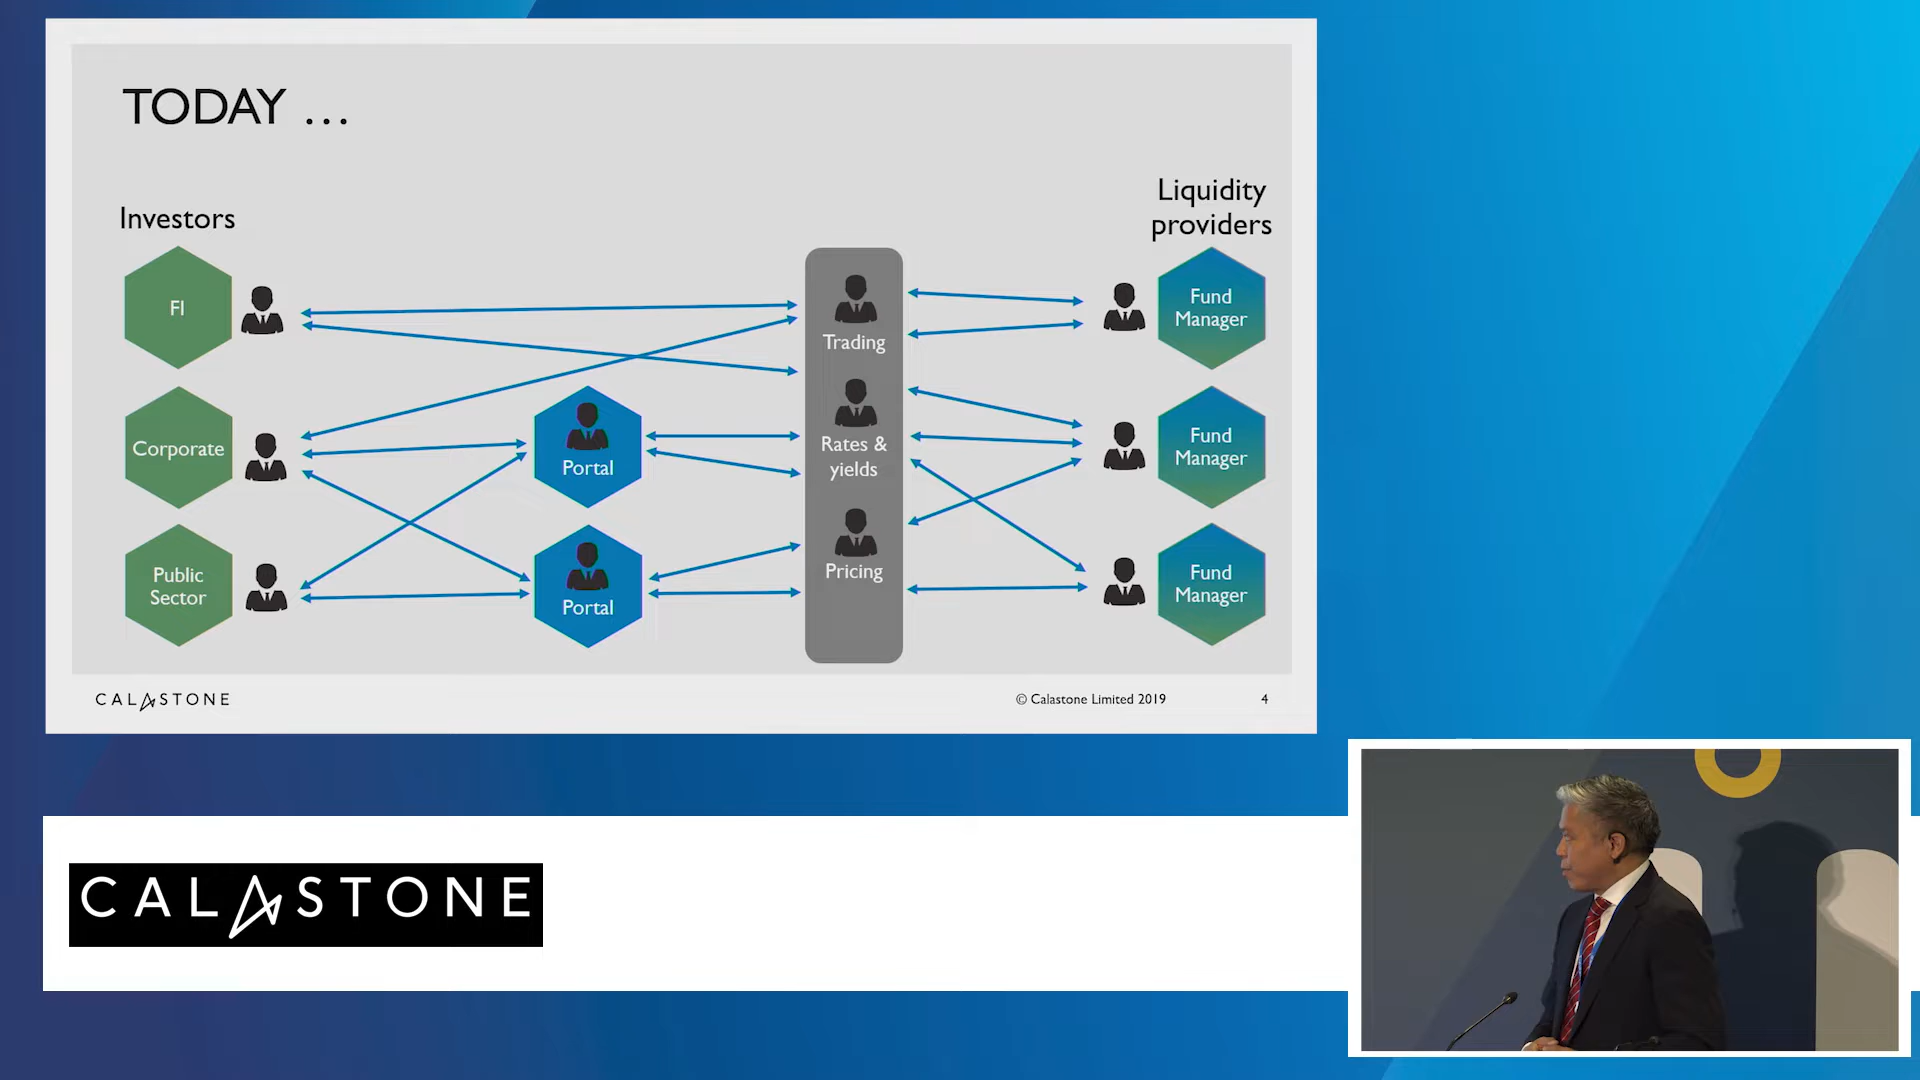 TODAY ...
Investors
Liquidity
providers
FI
Corporate
Public
Sector
Portal
Portal
Trading
Rates &
yields
Pricing
Fund
Manager
Fund
Manager
Fund
Manager
CALASTONE
© Calastone Limited 2019
4
CALASTONE